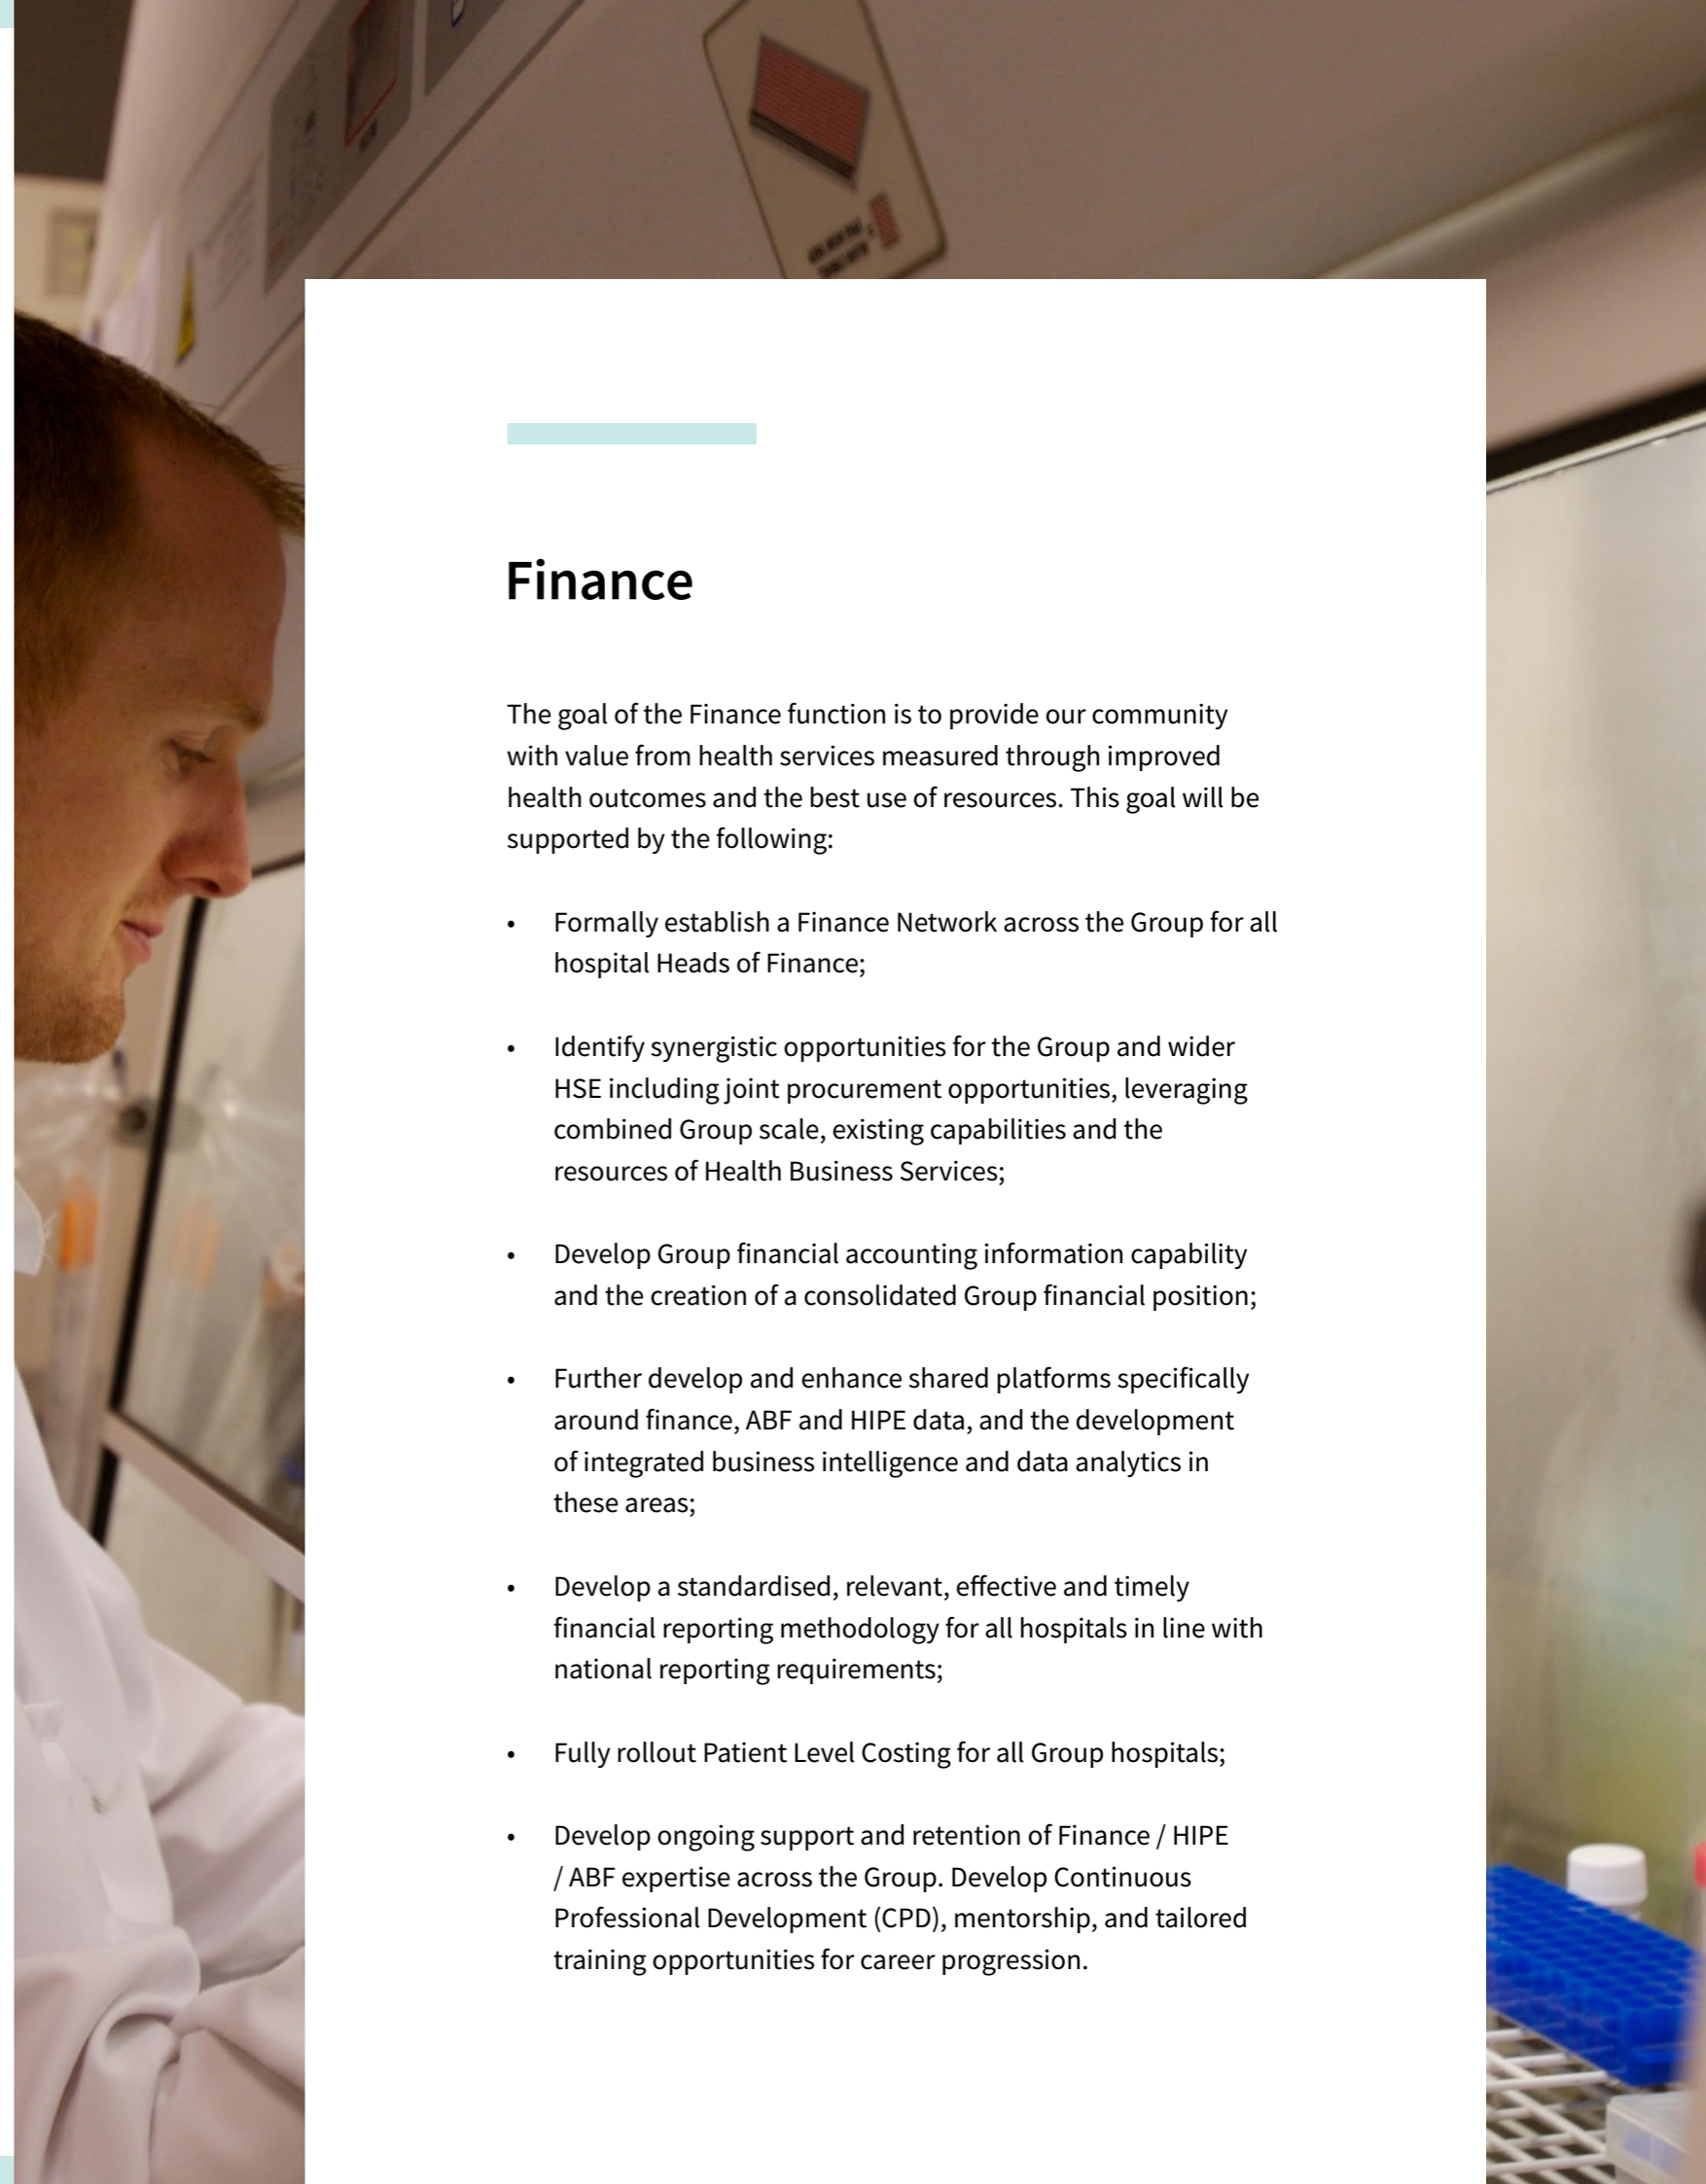 Finance
The goal of the Finance function is to provide our community
with value from health services measured through improved
health outcomes and the best use of resources. This goal will be
supported by the following:
• Formally establish a Finance Network across the Group for all
hospital Heads of Finance;
• Identify synergistic opportunities for the Group and wider
HSE including joint procurement opportunities, leveraging
combined Group scale, existing capabilities and the
resources of Health Business Services;
• Develop Group financial accounting information capability
and the creation of a consolidated Group financial position;
• Further develop and enhance shared platforms specifically
around finance, ABF and HIPE data, and the development
of integrated business intelligence and data analytics in
these areas;
• Develop a standardised, relevant, effective and timely
financial reporting methodology for all hospitals in line with
national reporting requirements;
• Fully rollout Patient Level Costing for all Group hospitals;
• Develop ongoing support and retention of Finance / HIPE
/ ABF expertise across the Group. Develop Continuous
Professional Development (CPD), mentorship, and tailored
training opportunities for career progression.